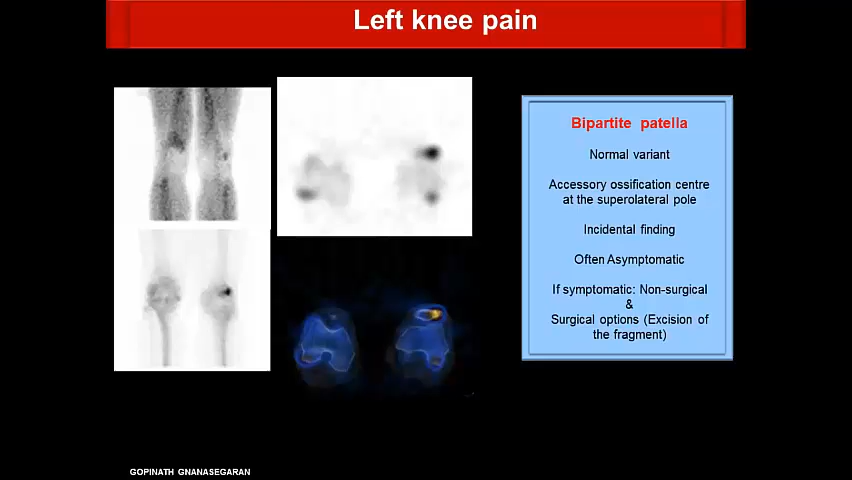 Left knee pain
Bipartite patella
Normal variant
Accessory ossification centre
at the superolateral pole
Incidental finding
Often Asymptomatic
If symptomatic: Non-surgical
&
Surgical options (Excision of
the fragment)
GOPINATH GNANASEGARAN